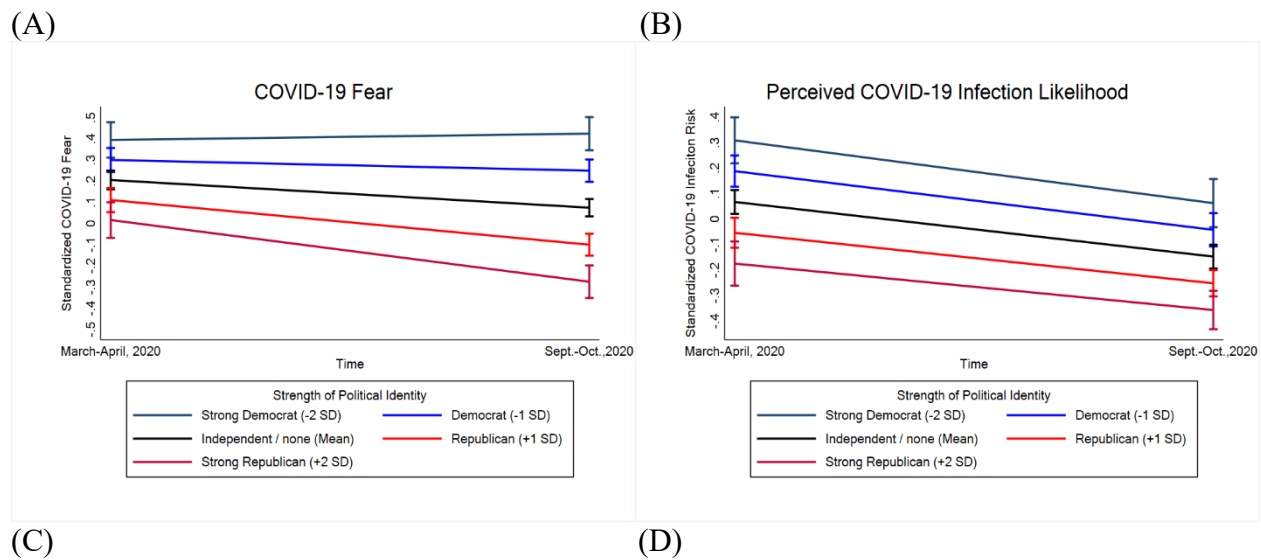 (A)
(B)
COVID-19 Fear
Standardized COVID-19 Fear
.5
.4
.3
.2
.1
0
-.1
-.2
-.3
-.4
-.5
March-April, 2020
Sept.-Oct.,2020
Time
Strength of Political Identity
Strong Democrat (-2 SD)
Democrat (-1 SD)
Independent / none (Mean)
Republican (+1 SD)
Strong Republican (+2 SD)
Perceived COVID-19 Infection Likelihood
Standardized COVID-19 Infeciton Risk
.4
.3
.2
.1
0
-.1
-.2
-.3
-.4
March-April, 2020
Sept.-Oct.,2020
Time
Strength of Political Identity
Strong Democrat (-2 SD)
Democrat (-1 SD)
Independent / none (Mean)
Republican (+1 SD)
Strong Republican (+2 SD)
(C)
(D)